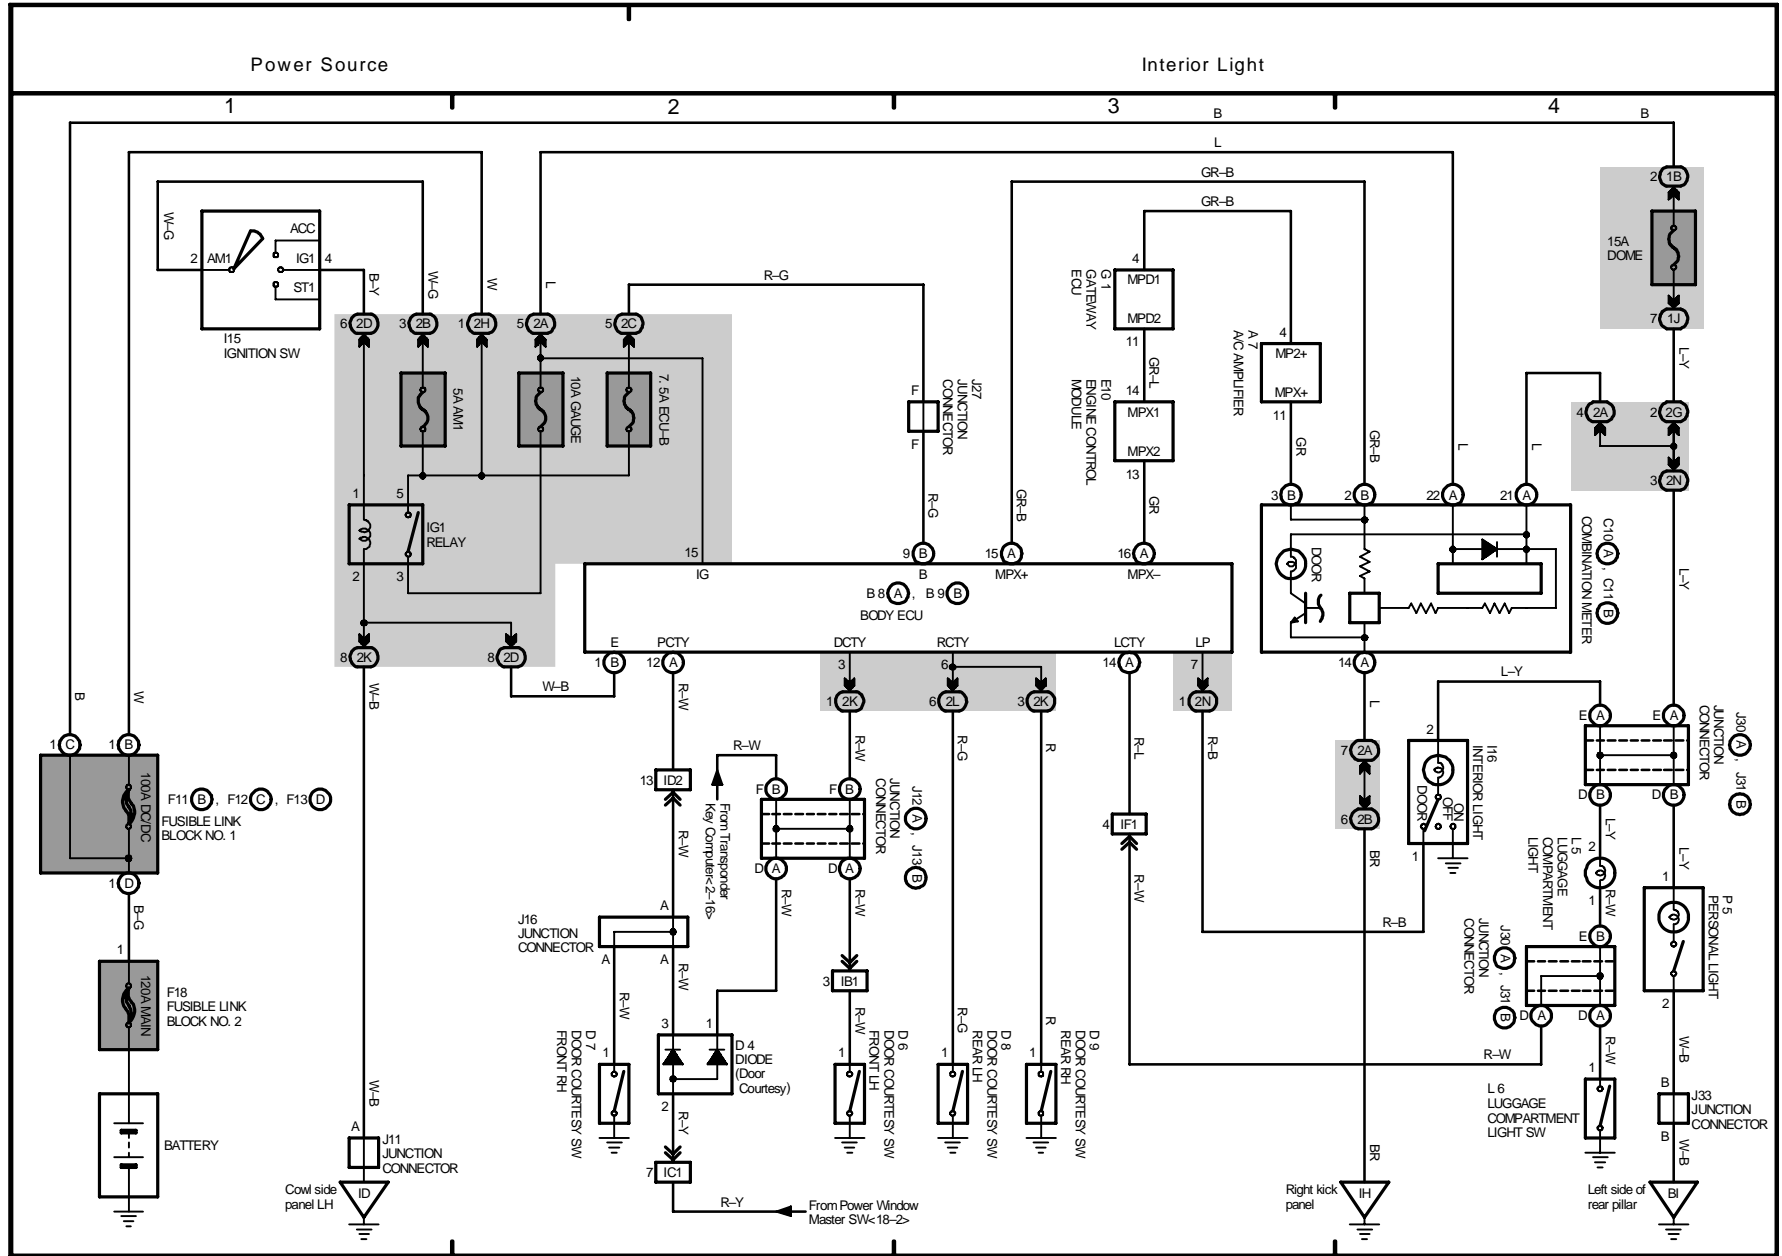 Power Source
Interior Light
1
2
3
4
B
B
L
GR–B
GR–B
W–G
2
AM1
ACC
IG1
ST1
4
I15
IGNITION SW
B–Y
W–G
W
L
R–G
6 2D
3 2B
1 2H
5 2A
5 2C
5A AM1
10A GAUGE
7. 5A ECU–B
1
5
2
3
IG1
RELAY
15
8 2K
8 2D
W–B
W–B
W–B
A
J11
JUNCTION
CONNECTOR
Cowl side
panel LH
ID
B
W
1 C
1 B
100A DC/DC
F11 B , F12 C , F13 D
FUSIBLE LINK
BLOCK NO. 1
1 D
B–G
1
120A MAIN
F18
FUSIBLE LINK
BLOCK NO. 2
BATTERY
F
F
J27
JUNCTION
CONNECTOR
R–G
GR–B
4
MPD1
MPD2
11
G 1
GATEWAY
ECU
GR–L
14
MPX1
MPX2
13
E10
ENGINE CONTROL
MODULE
GR
4
MP2+
MPX+
11
A 7
A/C AMPLIFIER
GR
GR–B
L
L
9 B
15 A
16 A
IG
B
MPX+
MPX–
B 8 A , B 9 B
BODY ECU
E
PCTY
DCTY
RCTY
LCTY
LP
1 B
12 A
3
6
14 A
7
1 2K
6 2L
3 2K
1 2N
3 B
2 B
22 A
21 A
DOOR
C10 A , C11 B
COMBINATION METER
14 A
L
7 2A
6 2B
BR
BR
Right kick
panel
IH
2 1B
15A
DOME
7 1J
L–Y
4 2A
2 2G
3 2N
L–Y
L–Y
2
DOOR
OFF
ON
1
I16
INTERIOR LIGHT
R–B
R–B
E A
E A
D B
D B
J30 A , J31 B
JUNCTION
CONNECTOR
L–Y
2
1
L 5
LUGGAGE
COMPARTMENT
LIGHT
R–W
E B
D A
D A
J30 A , J31 B
JUNCTION
CONNECTOR
R–W
R–W
1
L 6
LUGGAGE
COMPARTMENT
LIGHT SW
L–Y
1
2
P 5
PERSONAL LIGHT
W–B
B
B
J33
JUNCTION
CONNECTOR
W–B
Left side of
rear pillar
BI
R–W
13 ID2
R–W
R–W
From Transponder
Key Computer<2–16>
F B
F B
D A
D A
J12 A , J13 B
JUNCTION
CONNECTOR
R–W
R–W
R–W
3 IB1
R–W
J16
JUNCTION
CONNECTOR
A
A
A
R–W
R–W
3
1
2
D 4
DIODE
(Door
Courtesy)
R–Y
7 IC1
R–Y
From Power Window
Master SW<18–2>
1
D 7
DOOR COURTESY SW
FRONT RH
1
D 6
DOOR COURTESY SW
FRONT LH
R–G
R–G
1
D 8
DOOR COURTESY SW
REAR LH
R
R
1
D 9
DOOR COURTESY SW
REAR RH
R–L
4 IF1
R–W